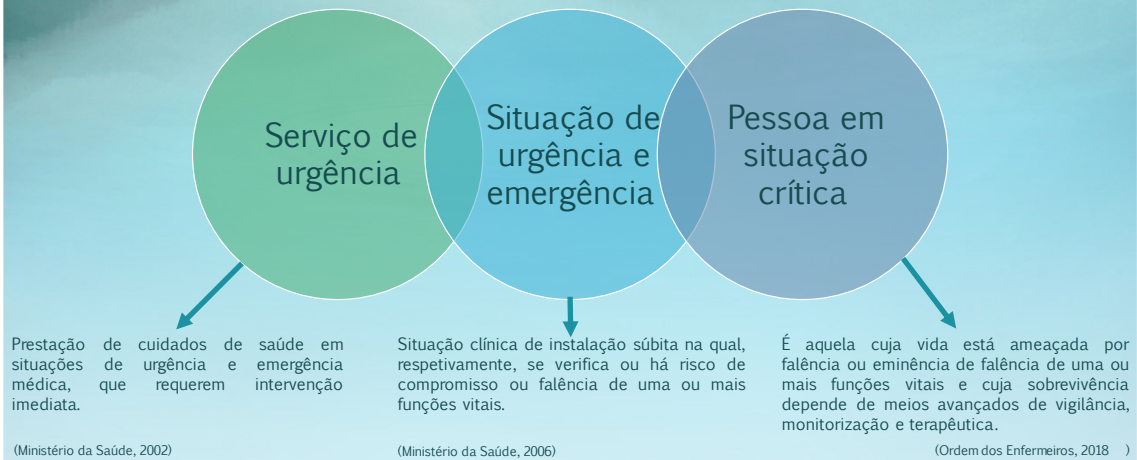 Serviço de
urgência
Situação de
urgência e
emergência
Pessoa em
situação
crítica
Prestação de cuidados de saúde em
situações de urgência e emergência
médica, que requerem intervenção
imediata.
(Ministério da Saúde, 2002)
Situação clínica de instalação súbita na qual,
respetivamente, se verifica ou há risco de
compromisso ou falência de uma ou mais
funções vitais.
(Ministério da Saúde, 2006)
É aquela cuja vida está ameaçada por
falência ou eminência de falência de uma ou
mais funções vitais e cuja sobrevivência
depende de meios avançados de vigilância,
monitorização e terapêutica.
(Ordem dos Enfermeiros, 2018 )